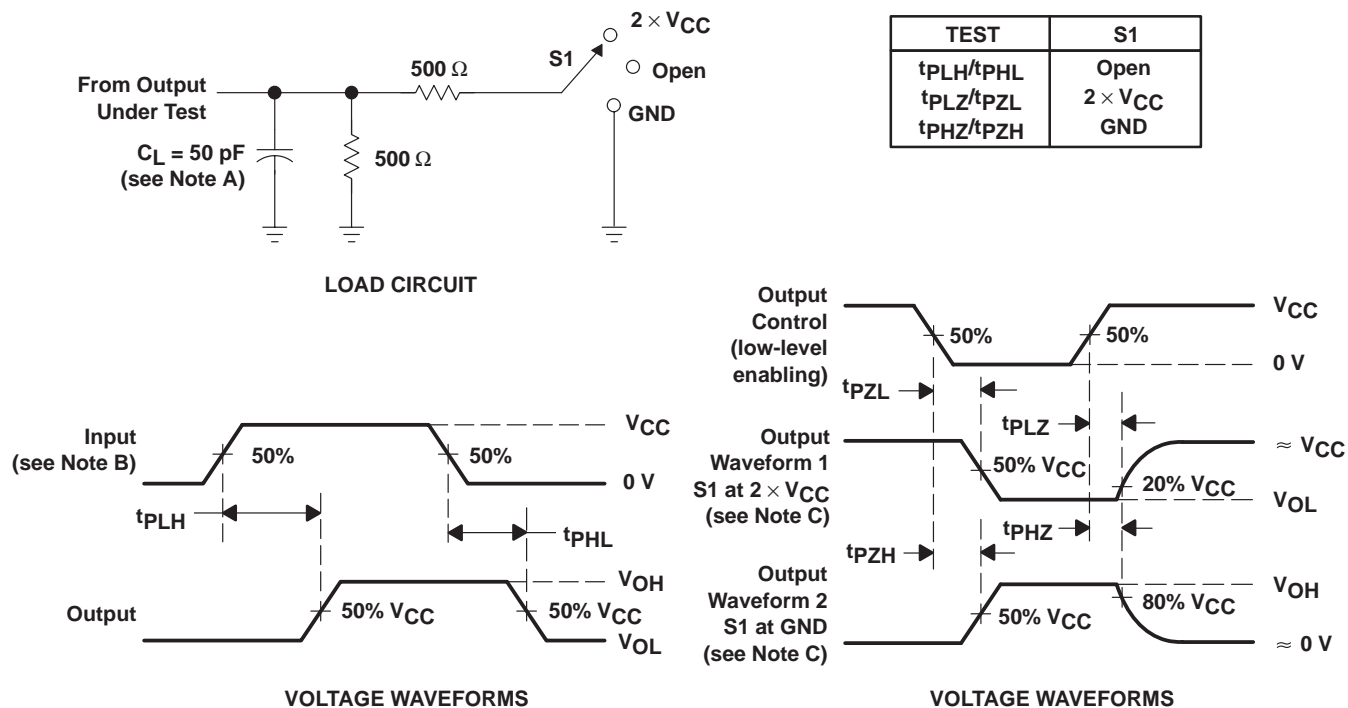 2 × VCC
S1
500 Ω
Open
From Output
Under Test
GND
CL = 50 pF
(see Note A)
500 Ω
LOAD CIRCUIT
TEST S1
tPLH/tPHL Open
tPLZ/tPZL 2 × VCC
tPHZ/tPZH GND
Input
(see Note B)
50%
50%
VCC
0 V
tPLH
tPHL
Output
50% VCC
50% VCC
VOH
VOL
VOLTAGE WAVEFORMS
Output
Control
(low-level
enabling)
50%
50%
VCC
0 V
tPZL
tPLZ
Output
Waveform 1
S1 at 2 × VCC
(see Note C)
50% VCC
20% VCC
≈ VCC
VOL
tPHZ
tPZH
Output
Waveform 2
S1 at GND
(see Note C)
50% VCC
80% VCC
VOH
≈ 0 V
VOLTAGE WAVEFORMS